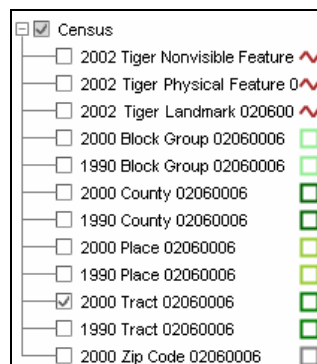 Census
2002 Tiger Nonvisible Feature
2002 Tiger Physical Feature 0
2002 Tiger Landmark 020600
2000 Block Group 02060006
1990 Block Group 02060006
2000 County 02060006
1990 County 02060006
2000 Place 02060006
1990 Place 02060006
2000 Tract 02060006
1990 Tract 02060006
2000 Zip Code 02060006